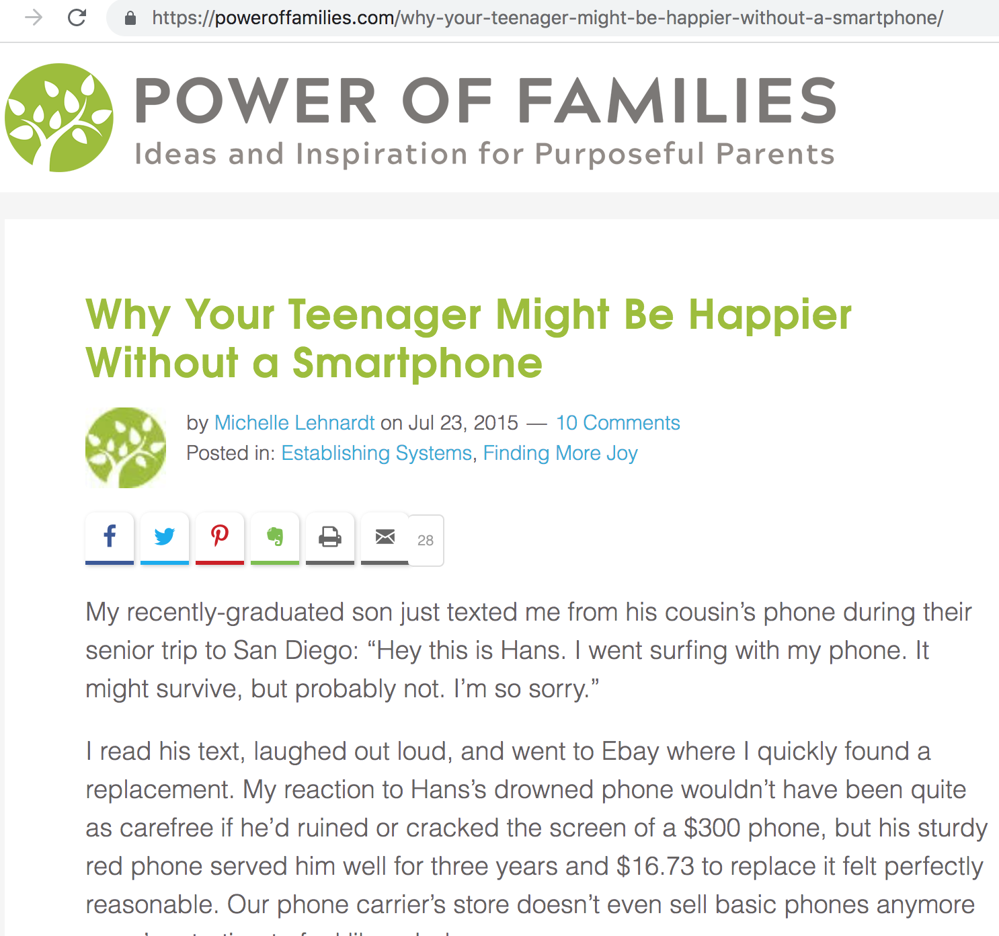 https://poweroffamilies.com/why-your-teenager-might-be-happier-without-a-smartphone/
POWER OF FAMILIES
Ideas and Inspiration for Purposeful Parents
Why Your Teenager Might Be Happier
Without a Smartphone
by Michelle Lehnardt on Jul 23, 2015 — 10 Comments
Posted in: Establishing Systems, Finding More Joy
28
My recently-graduated son just texted me from his cousin’s phone during their
senior trip to San Diego: “Hey this is Hans. I went surfing with my phone. It
might survive, but probably not. I’m so sorry.”
I read his text, laughed out loud, and went to Ebay where I quickly found a
replacement. My reaction to Hans’s drowned phone wouldn’t have been quite
as carefree if he’d ruined or cracked the screen of a $300 phone, but his sturdy
red phone served him well for three years and $16.73 to replace it felt perfectly
reasonable. Our phone carrier’s store doesn’t even sell basic phones anymore